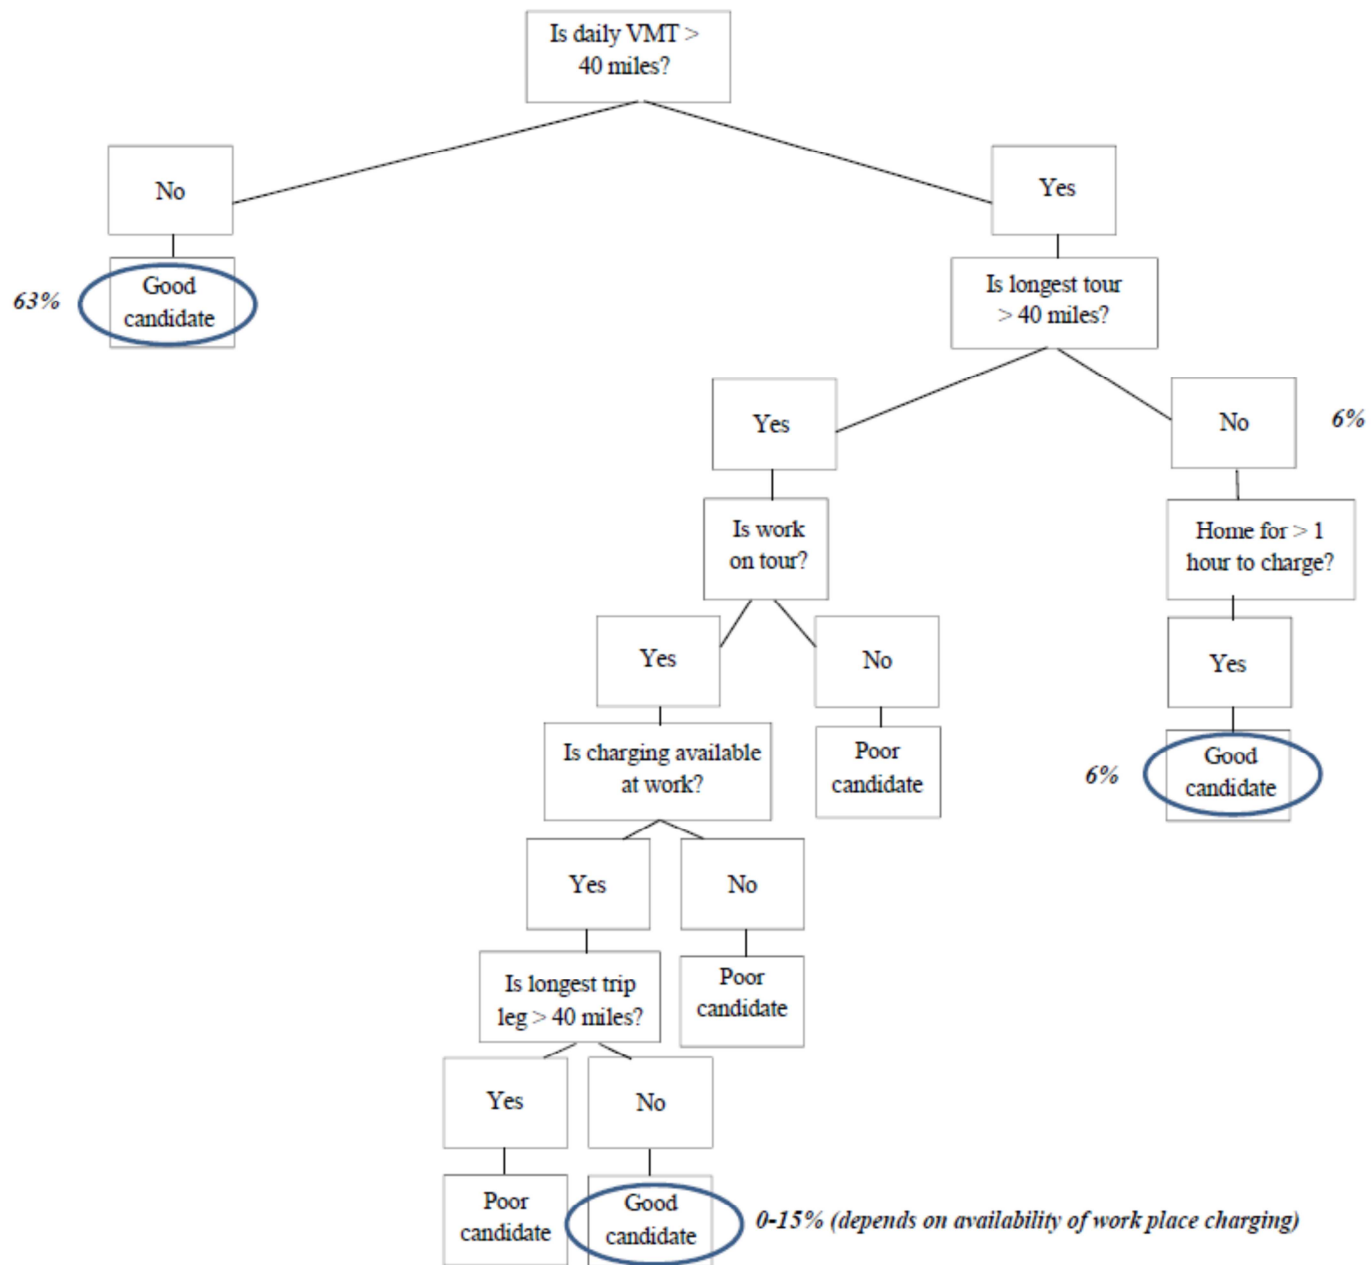 Is daily VMT >
40 miles?
No
Yes
Good
candidate
63%
Is longest tour
> 40 miles?
Yes
No
6%
Is work
on tour?
Home for > 1
hour to charge?
Yes
No
Yes
Is charging available
at work?
Poor
candidate
6%
Good
candidate
Yes
No
Is longest trip
leg > 40 miles?
Poor
candidate
Yes
No
Poor
candidate
Good
candidate
0-15% (depends on availability of work place charging)